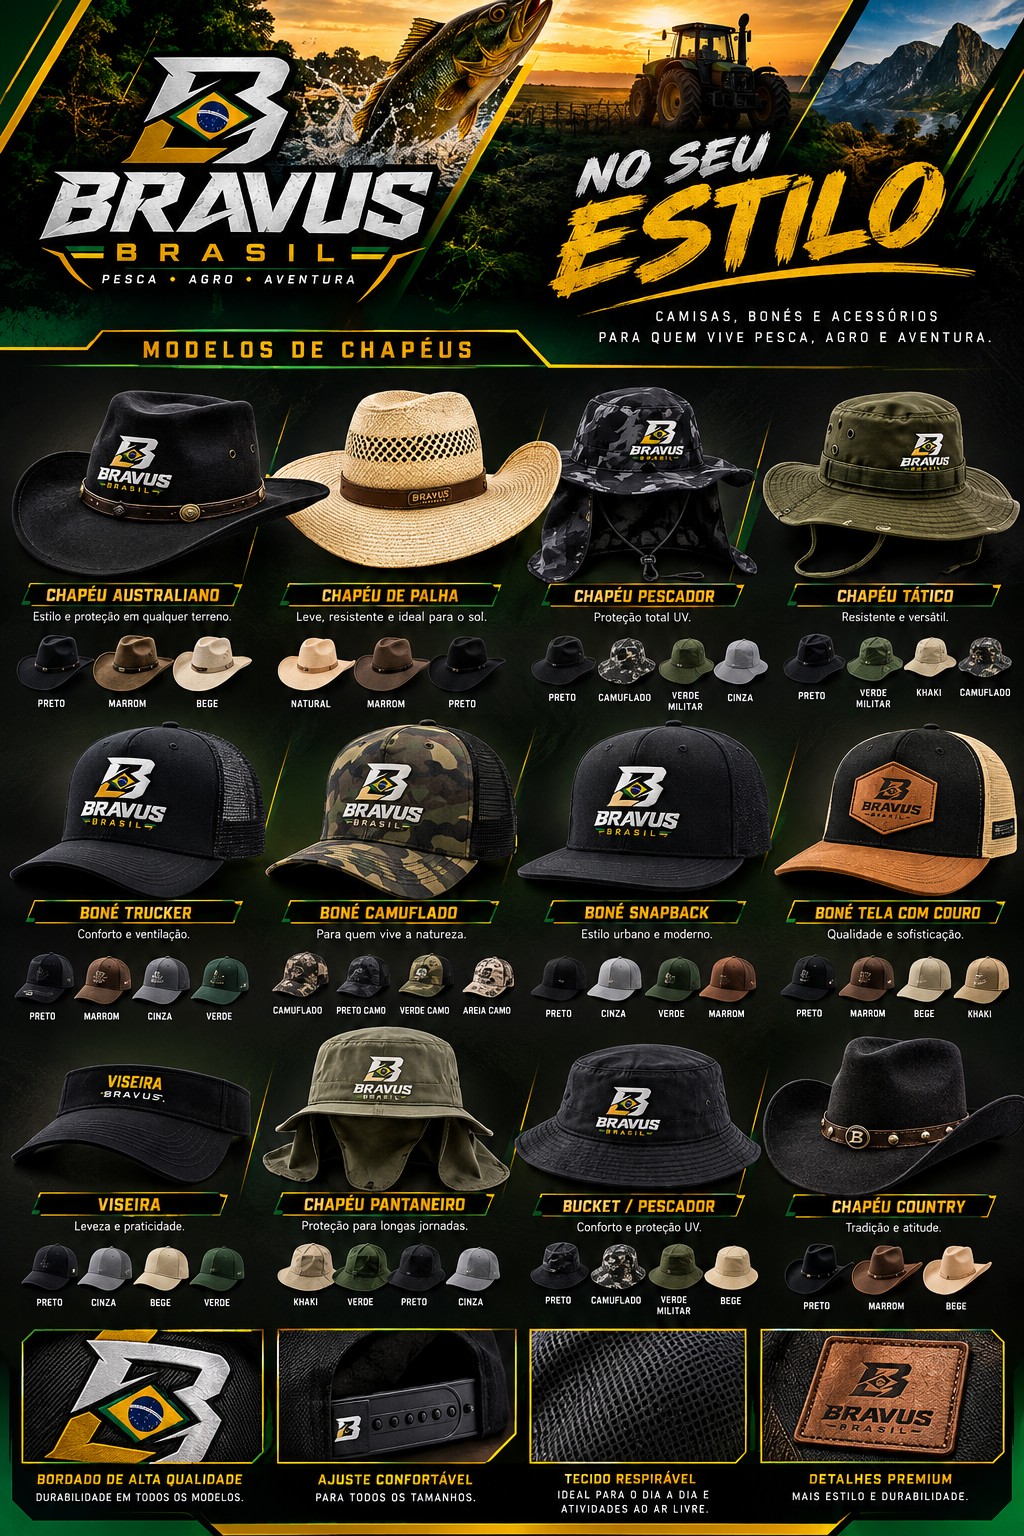 BRAVUS
BRASIL
PESCA • AGRO • AVENTURA
NO SEU
ESTILO
CAMISAS, BONÉS E ACESSÓRIOS
PARA QUEM VIVE PESCA, AGRO E AVENTURA.
MODELOS DE CHAPÉUS
BRAVUS
BRASIL
BRAVUS
BRAVUS
BRASIL
BRAVUS
BRASIL
CHAPÉU AUSTRALIANO
Estilo e proteção em qualquer terreno.
PRETO
MARROM
BEGE
CHAPÉU DE PALHA
Leve, resistente e ideal para o sol.
NATURAL
MARROM
PRETO
CHAPÉU PESCADOR
Proteção total UV.
PRETO
CAMUFLADO
VERDE
MILITAR
CINZA
CHAPÉU TÁTICO
Resistente e versátil.
PRETO
VERDE
MILITAR
KHAKI
CAMUFLADO
BRAVUS
BRASIL
BRAVUS
BRASIL
BRAVUS
BRASIL
BRAVUS
BRASIL
BONÉ TRUCKER
Conforto e ventilação.
PRETO
MARROM
CINZA
VERDE
BONÉ CAMUFLADO
Para quem vive a natureza.
CAMUFLADO
PRETO CAMO
VERDE CAMO
AREIA CAMO
BONÉ SNAPBACK
Estilo urbano e moderno.
PRETO
CINZA
VERDE
MARROM
BONÉ TELA COM COURO
Qualidade e sofisticação.
PRETO
MARROM
BEGE
KHAKI
VISEIRA
BRAVUS
BRAVUS
BRASIL
BRAVUS
BRASIL
B
VISEIRA
Leveza e praticidade.
PRETO
CINZA
BEGE
VERDE
CHAPÉU PANTANEIRO
Proteção para longas jornadas.
KHAKI
VERDE
PRETO
CINZA
BUCKET / PESCADOR
Conforto e proteção UV.
PRETO
CAMUFLADO
VERDE
MILITAR
BEGE
CHAPÉU COUNTRY
Tradição e atitude.
PRETO
MARROM
BEGE
BORDADO DE ALTA QUALIDADE
DURABILIDADE EM TODOS OS MODELOS.
AJUSTE CONFORTÁVEL
PARA TODOS OS TAMANHOS.
TECIDO RESPIRÁVEL
IDEAL PARA O DIA A DIA E
ATIVIDADES AO AR LIVRE.
BRAVUS
BRASIL
DETALHES PREMIUM
MAIS ESTILO E DURABILIDADE.